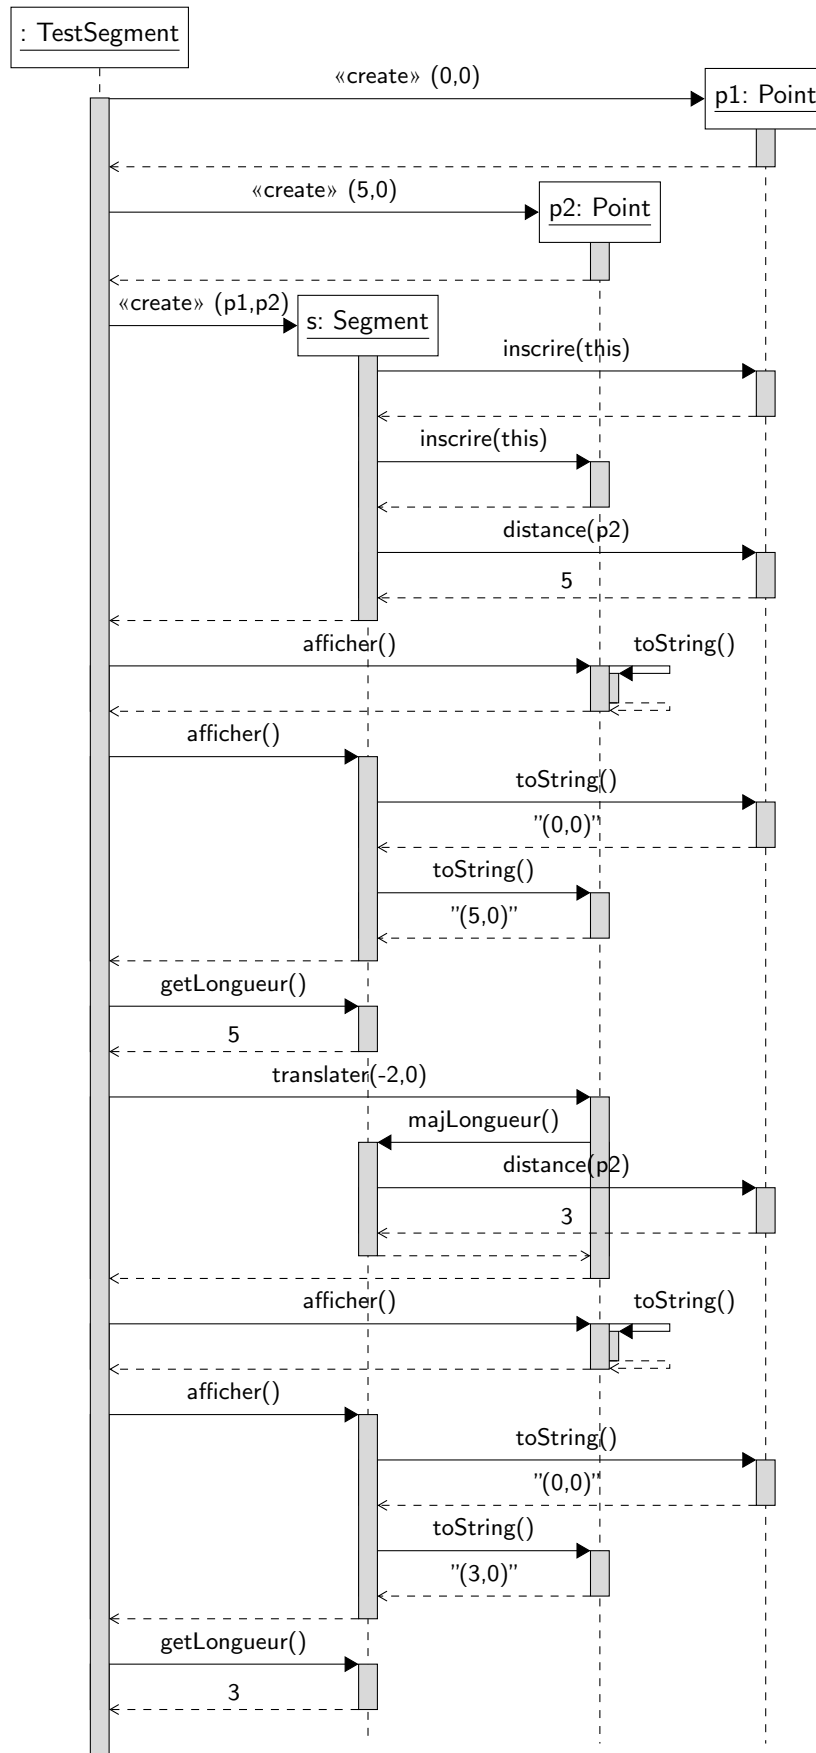 : TestSegment
«create» (0,0)
p1: Point
«create» (5,0)
p2: Point
«create» (p1,p2)
s: Segment
inscrire(this)
inscrire(this)
distance(p2)
5
afficher()
toString()
afficher()
toString()
"(0,0)"
toString()
"(5,0)"
getLongueur()
5
translater(-2,0)
majLongueur()
distance(p2)
3
afficher()
toString()
afficher()
toString()
"(0,0)"
toString()
"(3,0)"
getLongueur()
3